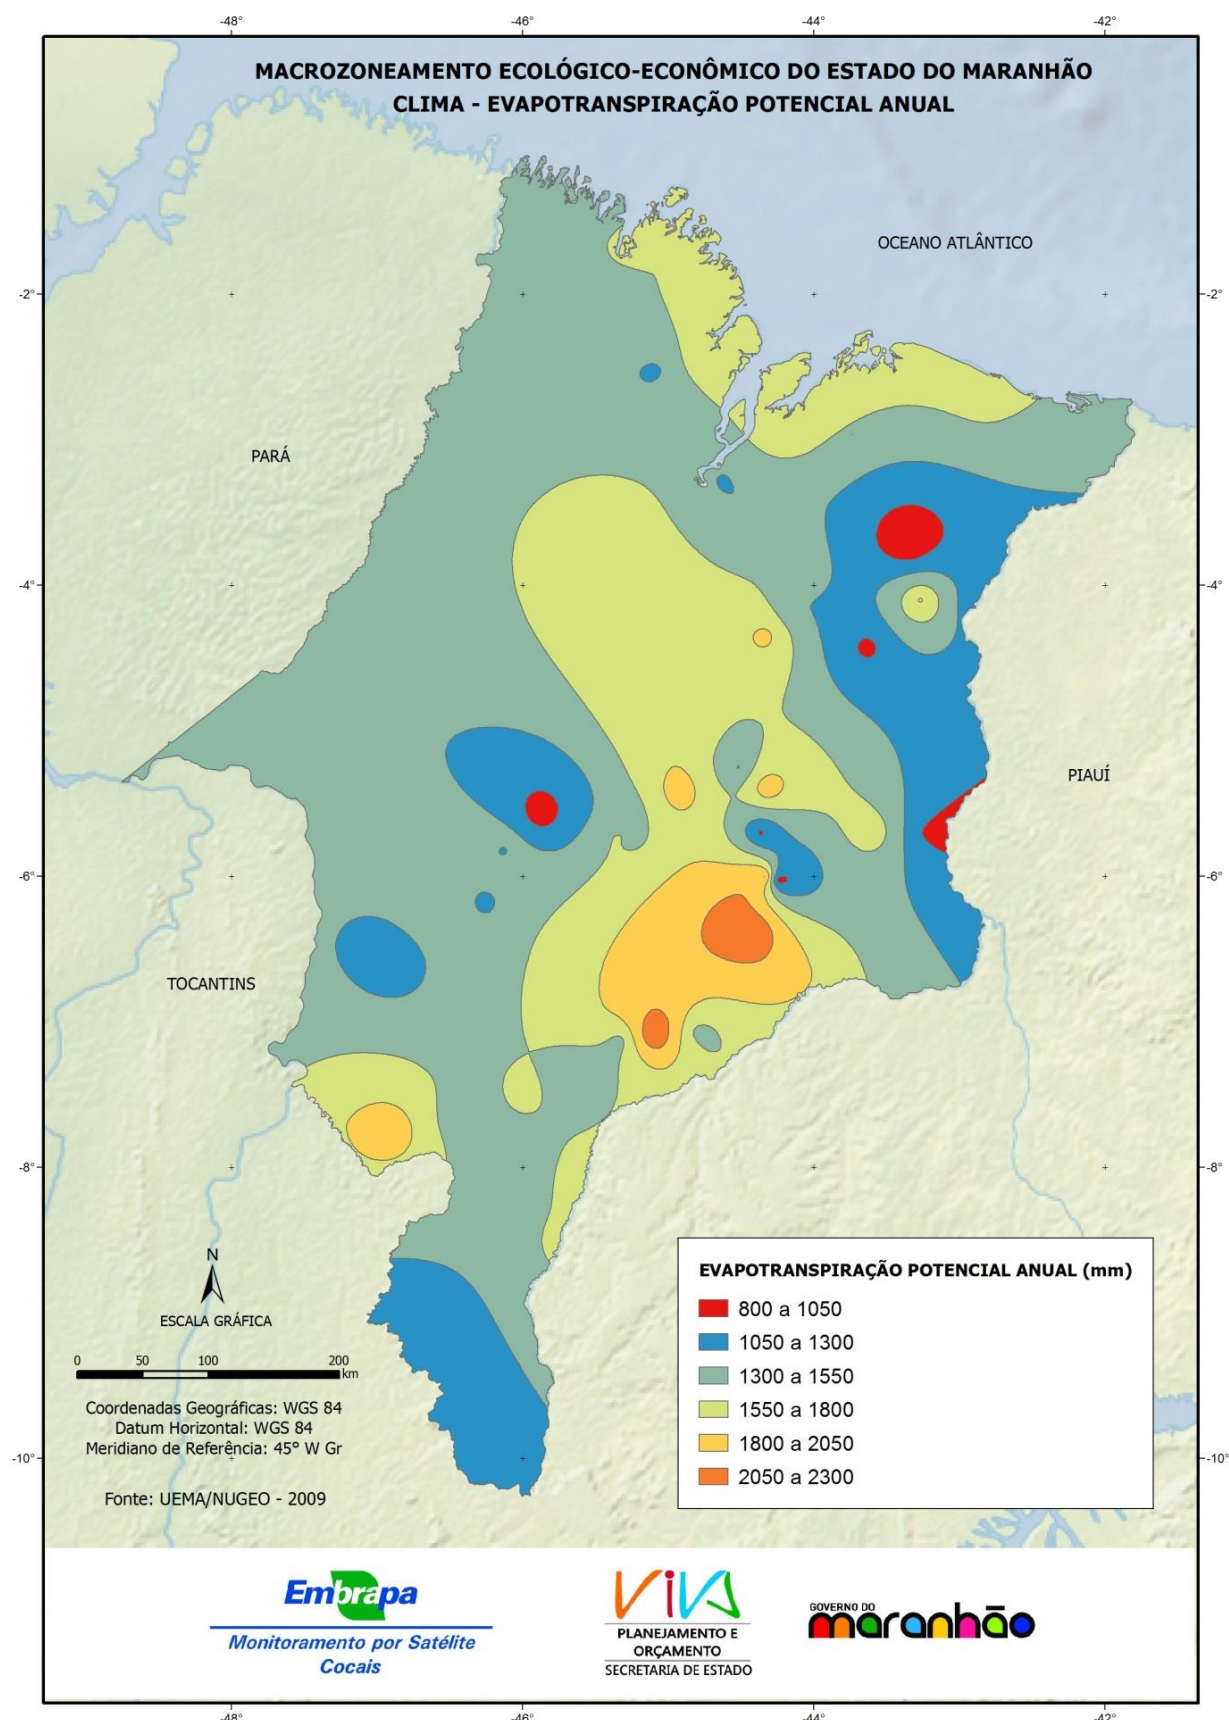 -48°
-46°
-44°
-42°
MACROZONEAMENTO ECOLÓGICO-ECONÔMICO DO ESTADO DO MARANHÃO
CLIMA - EVAPOTRANSPIRAÇÃO POTENCIAL ANUAL
OCEANO ATLÂNTICO
-2°
-2°
PARÁ
-4°
-4°
PIAUÍ
-6°
-6°
TOCANTINS
-8°
-8°
N
ESCALA GRÁFICA
0 50 100 200
km
Coordenadas Geográficas: WGS 84
Datum Horizontal: WGS 84
Meridiano de Referência: 45° W Gr
Fonte: UEMA/NUGEO - 2009
EVAPOTRANSPIRAÇÃO POTENCIAL ANUAL (mm)
800 a 1050
1050 a 1300
1300 a 1550
1550 a 1800
1800 a 2050
2050 a 2300
-10°
-10°
Embrapa
Monitoramento por Satélite
Cocais
VIVA
PLANEJAMENTO E
ORÇAMENTO
SECRETARIA DE ESTADO
GOVERNO DO
maranhão
-48°
-46°
-44°
-42°